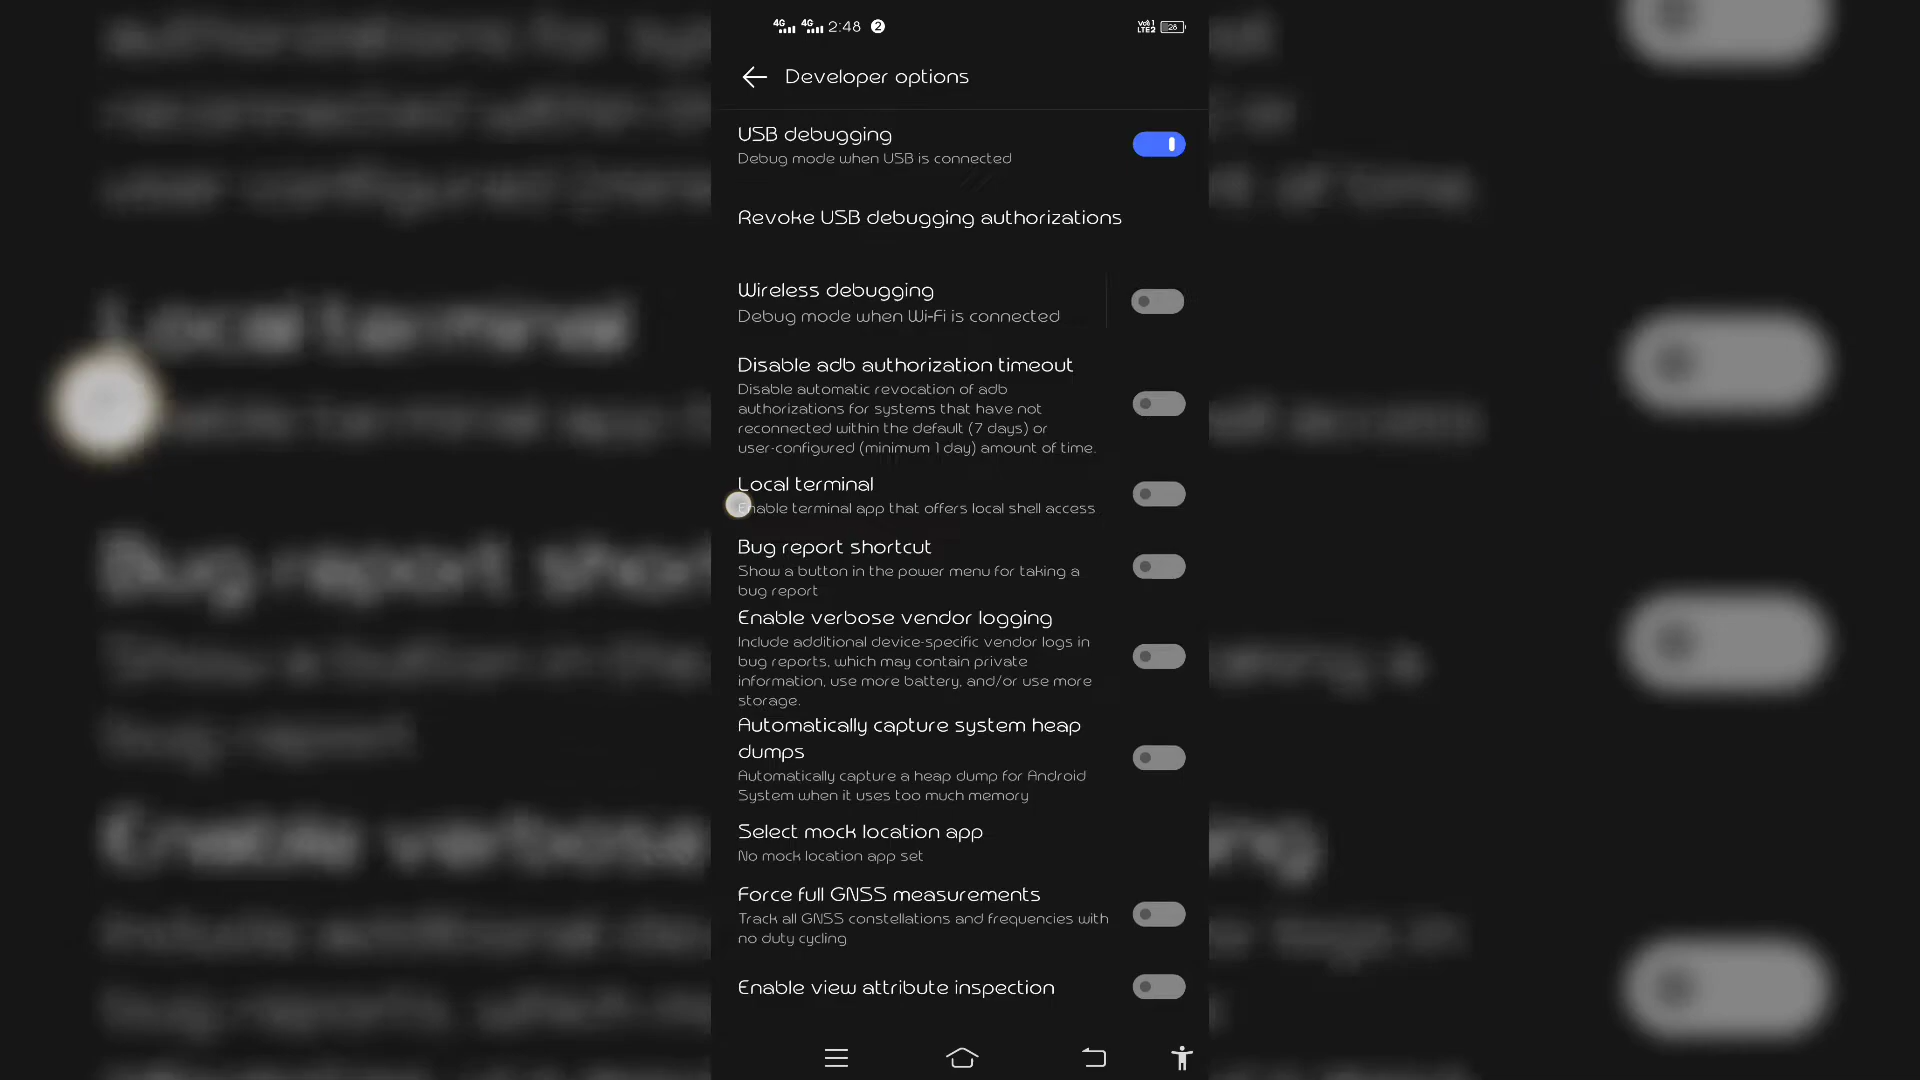 4G 4G 2:48 2
Vo) 1 LTE2 26
Developer options
USB debugging
Debug mode when USB is connected
Revoke USB debugging authorizations
Wireless debugging
Debug mode when Wi-Fi is connected
Disable adb authorization timeout
Disable automatic revocation of adb
authorizations for systems that have not
reconnected within the default (7 days) or
user-configured (minimum 1 day) amount of time.
Local terminal
Enable terminal app that offers local shell access
Bug report shortcut
Show a button in the power menu for taking a
bug report
Enable verbose vendor logging
Include additional device-specific vendor logs in
bug reports, which may contain private
information, use more battery, and/or use more
storage.
Automatically capture system heap
dumps
Automatically capture a heap dump for Android
System when it uses too much memory
Select mock location app
No mock location app set
Force full GNSS measurements
Track all GNSS constellations and frequencies with
no duty cycling
Enable view attribute inspection